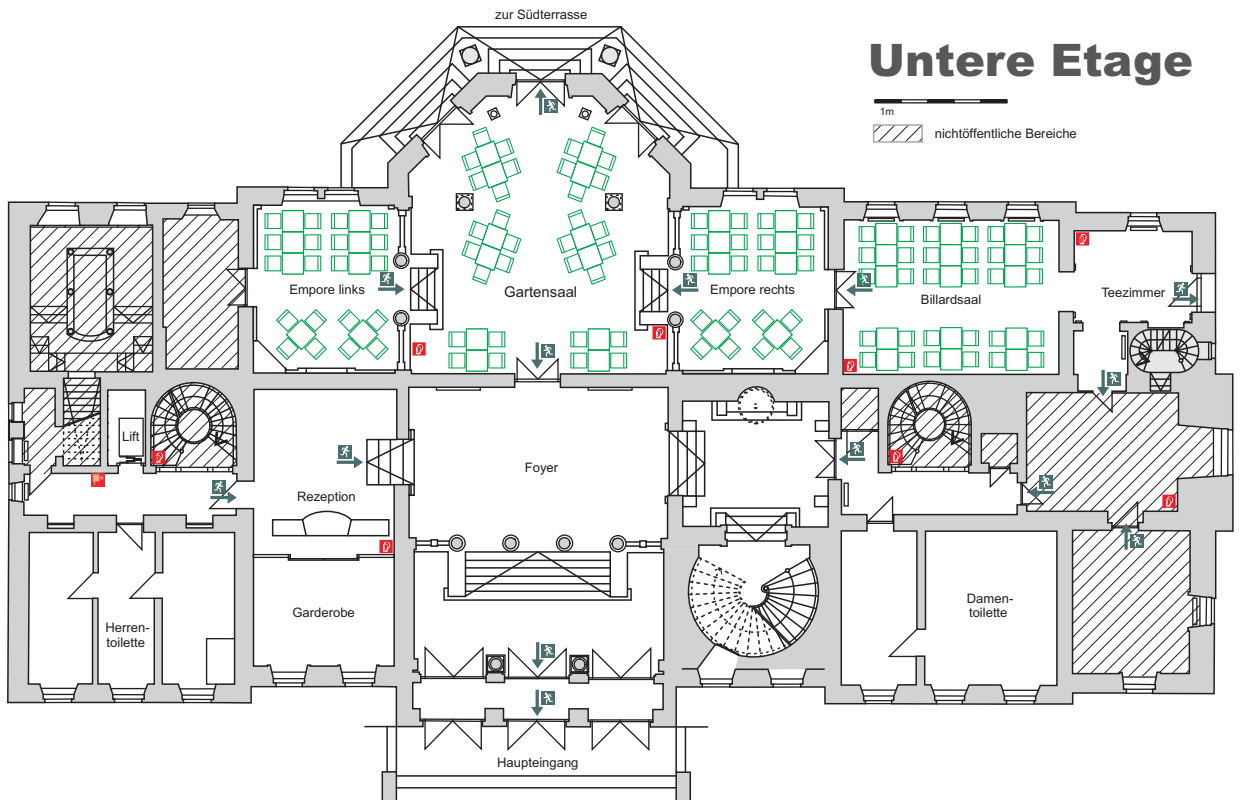 zur Südterrasse
Untere Etage
1m
nichtöffentliche Bereiche
Empore links
Gartensaal
Empore rechts
Billardsaal
Teezimmer
Lift
Foyer
Rezeption
Garderobe
Herren-
toilette
Damen-
toilette
Haupteingang